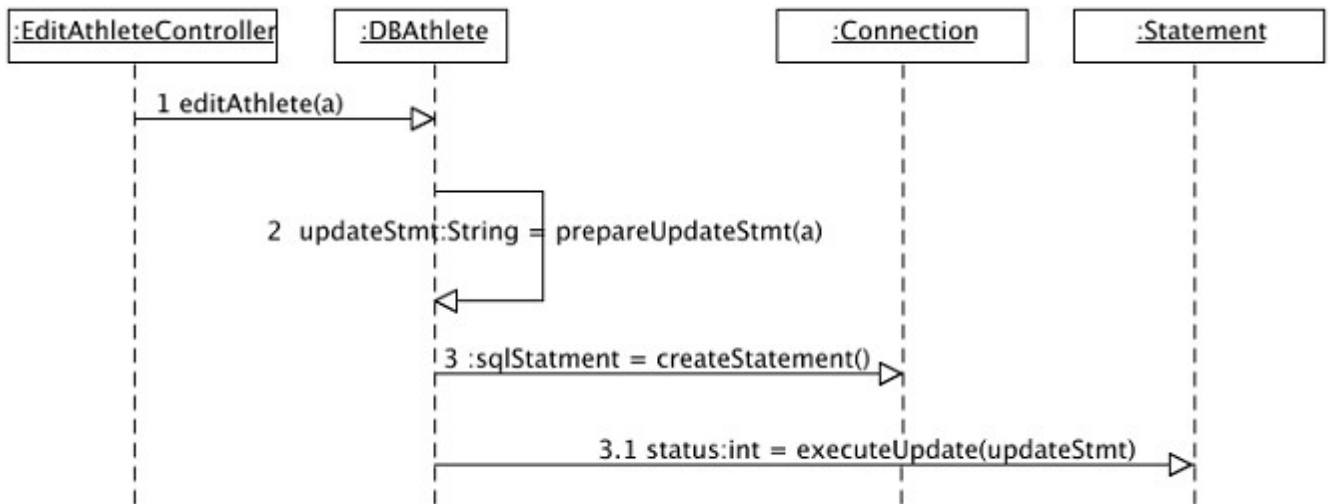 :EditAthleteController :DBAthlete :Connection :Statement
1 editAthlete(a)
2 updateStmt:String = prepareUpdateStmt(a)
3 :sqlStatment = createStatement()
3.1 status:int = executeUpdate(updateStmt)